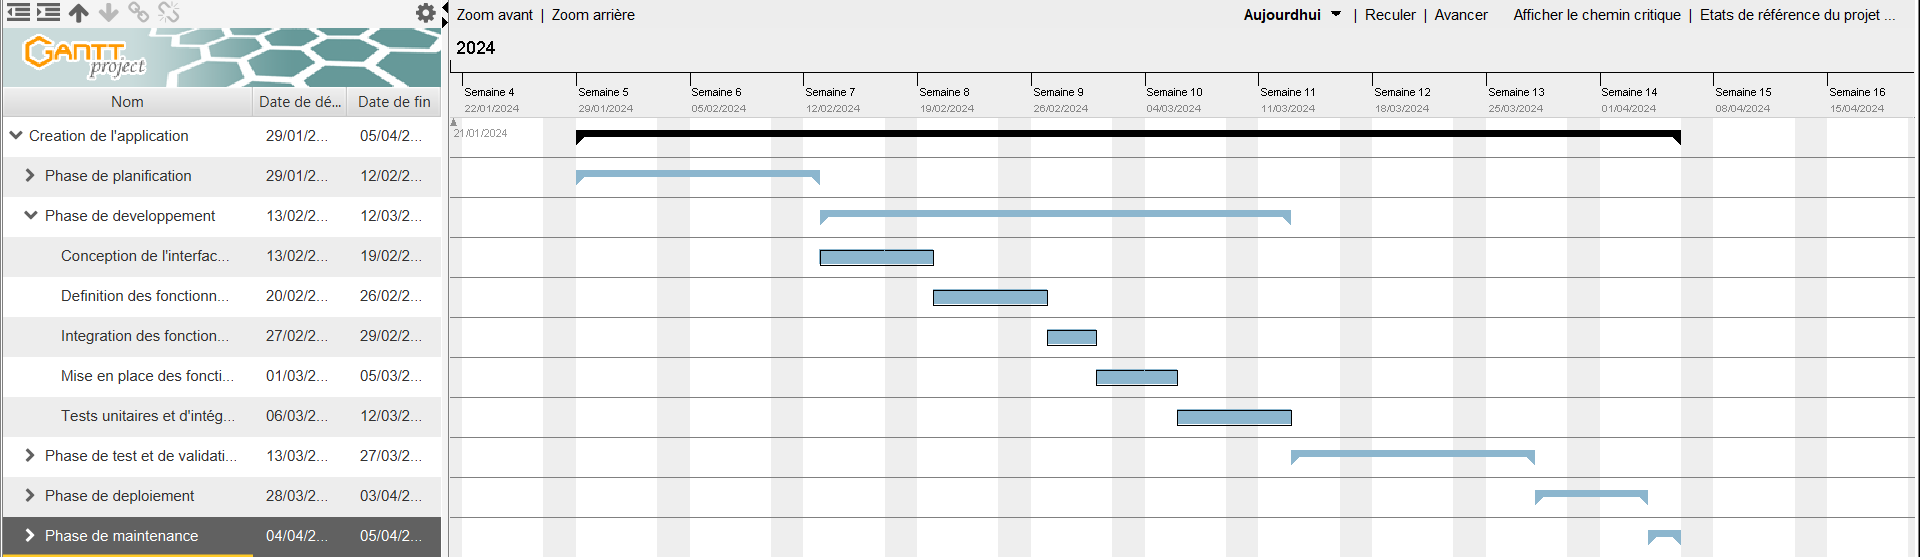 Zoom avant | Zoom arrière
Aujourdhui | Reculer | Avancer Afficher le chemin critique | Etats de référence du projet ...
GANTT project
2024
Semaine 4 Semaine 5 Semaine 6 Semaine 7 Semaine 8 Semaine 9 Semaine 10 Semaine 11 Semaine 12 Semaine 13 Semaine 14 Semaine 15 Semaine 16
22/01/2024 29/01/2024 05/02/2024 12/02/2024 19/02/2024 26/02/2024 04/03/2024 11/03/2024 18/03/2024 25/03/2024 01/04/2024 08/04/2024 15/04/2024
21/01/2024
Nom Date de dé... Date de fin
Creation de l'application 29/01/2... 05/04/2...
Phase de planification 29/01/2... 12/02/2...
Phase de developpement 13/02/2... 12/03/2...
Conception de l'interfac... 13/02/2... 19/02/2...
Definition des fonctionn... 20/02/2... 26/02/2...
Integration des fonction... 27/02/2... 29/02/2...
Mise en place des foncti... 01/03/2... 05/03/2...
Tests unitaires et d'intég... 06/03/2... 12/03/2...
Phase de test et de validati... 13/03/2... 27/03/2...
Phase de deploiement 28/03/2... 03/04/2...
Phase de maintenance 04/04/2... 05/04/2...